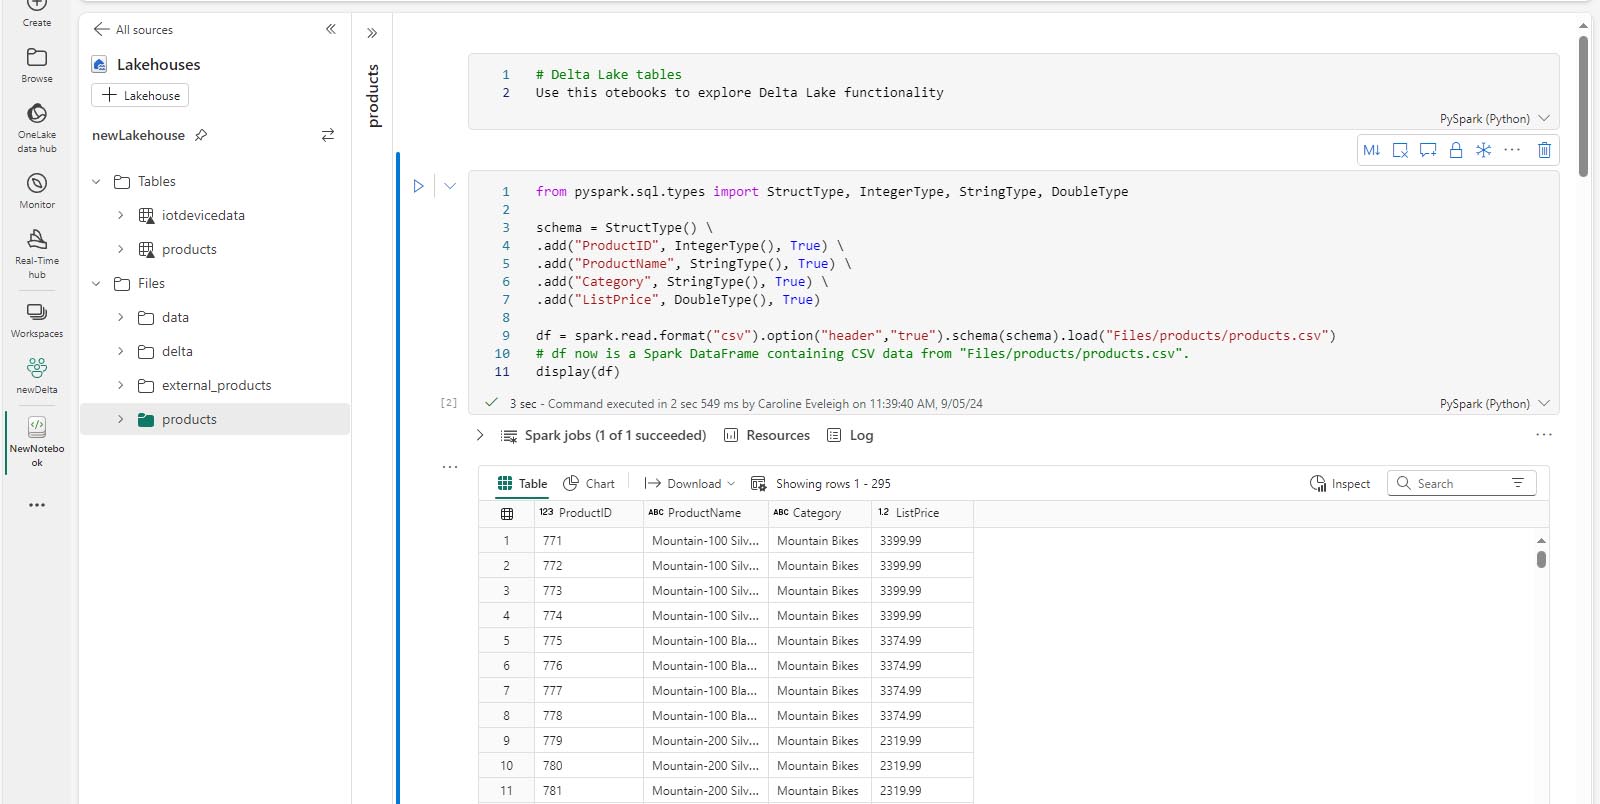 Create
Browse
OneLake
data hub
Monitor
Real-Time
hub
Workspaces
newDelta
NewNotebo
ok
All sources
Lakehouses
Lakehouse
newLakehouse
Tables
iotdevicedata
products
Files
data
delta
external_products
products
products
1 # Delta Lake tables
2 Use this otebooks to explore Delta Lake functionality
PySpark (Python)
M↓
1 from pyspark.sql.types import StructType, IntegerType, StringType, DoubleType
2
3 schema = StructType() \
4 .add("ProductID", IntegerType(), True) \
5 .add("ProductName", StringType(), True) \
6 .add("Category", StringType(), True) \
7 .add("ListPrice", DoubleType(), True)
8
9 df = spark.read.format("csv").option("header","true").schema(schema).load("Files/products/products.csv")
10 # df now is a Spark DataFrame containing CSV data from "Files/products/products.csv".
11 display(df)
[2] 3 sec - Command executed in 2 sec 549 ms by Caroline Eveleigh on 11:39:40 AM, 9/05/24 PySpark (Python)
Spark jobs (1 of 1 succeeded) Resources Log
Table Chart Download Showing rows 1 - 295 Inspect Search
123 ProductID ABC ProductName ABC Category 1.2 ListPrice
1 771 Mountain-100 Silv... Mountain Bikes 3399.99
2 772 Mountain-100 Silv... Mountain Bikes 3399.99
3 773 Mountain-100 Silv... Mountain Bikes 3399.99
4 774 Mountain-100 Silv... Mountain Bikes 3399.99
5 775 Mountain-100 Bla... Mountain Bikes 3374.99
6 776 Mountain-100 Bla... Mountain Bikes 3374.99
7 777 Mountain-100 Bla... Mountain Bikes 3374.99
8 778 Mountain-100 Bla... Mountain Bikes 3374.99
9 779 Mountain-200 Silv... Mountain Bikes 2319.99
10 780 Mountain-200 Silv... Mountain Bikes 2319.99
11 781 Mountain-200 Silv... Mountain Bikes 2319.99